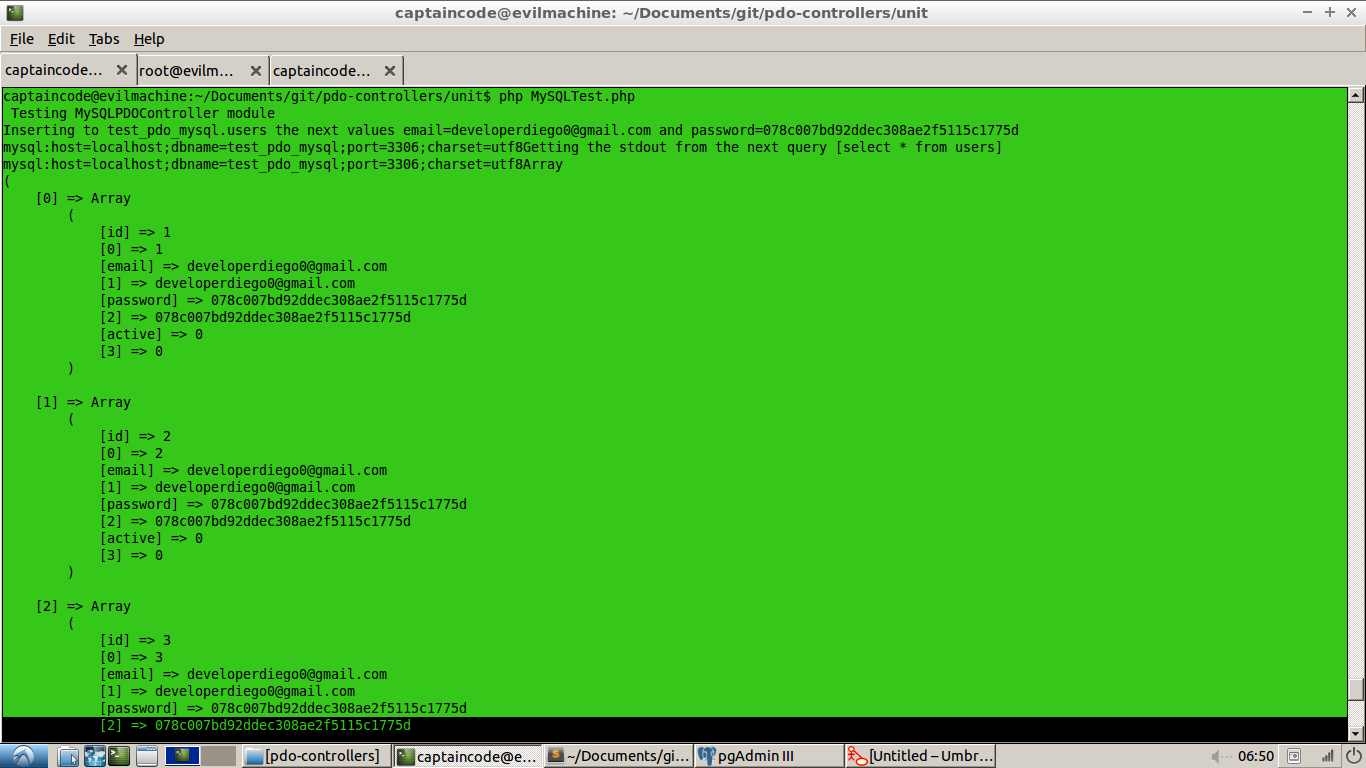 captaincode@evilmachine: ~/Documents/git/pdo-controllers/unit
File Edit Tabs Help
captaincode... root@evilm... captaincode...
captaincode@evilmachine:~/Documents/git/pdo-controllers/unit$ php MySQLTest.php
Testing MySQLPDOController module
Inserting to test_pdo_mysql.users the next values email=developerdiego0@gmail.com and password=078c007bd92ddec308ae2f5115c1775d
mysql:host=localhost;dbname=test_pdo_mysql;port=3306;charset=utf8Getting the stdout from the next query [select * from users]
mysql:host=localhost;dbname=test_pdo_mysql;port=3306;charset=utf8Array
(
[0] => Array
(
[id] => 1
[0] => 1
[email] => developerdiego0@gmail.com
[1] => developerdiego0@gmail.com
[password] => 078c007bd92ddec308ae2f5115c1775d
[2] => 078c007bd92ddec308ae2f5115c1775d
[active] => 0
[3] => 0
)
[1] => Array
(
[id] => 2
[0] => 2
[email] => developerdiego0@gmail.com
[1] => developerdiego0@gmail.com
[password] => 078c007bd92ddec308ae2f5115c1775d
[2] => 078c007bd92ddec308ae2f5115c1775d
[active] => 0
[3] => 0
)
[2] => Array
(
[id] => 3
[0] => 3
[email] => developerdiego0@gmail.com
[1] => developerdiego0@gmail.com
[password] => 078c007bd92ddec308ae2f5115c1775d
[2] => 078c007bd92ddec308ae2f5115c1775d
[pdo-controllers] captaincode@e... ~/Documents/gi... pgAdmin III [Untitled – Umbr... 06:50